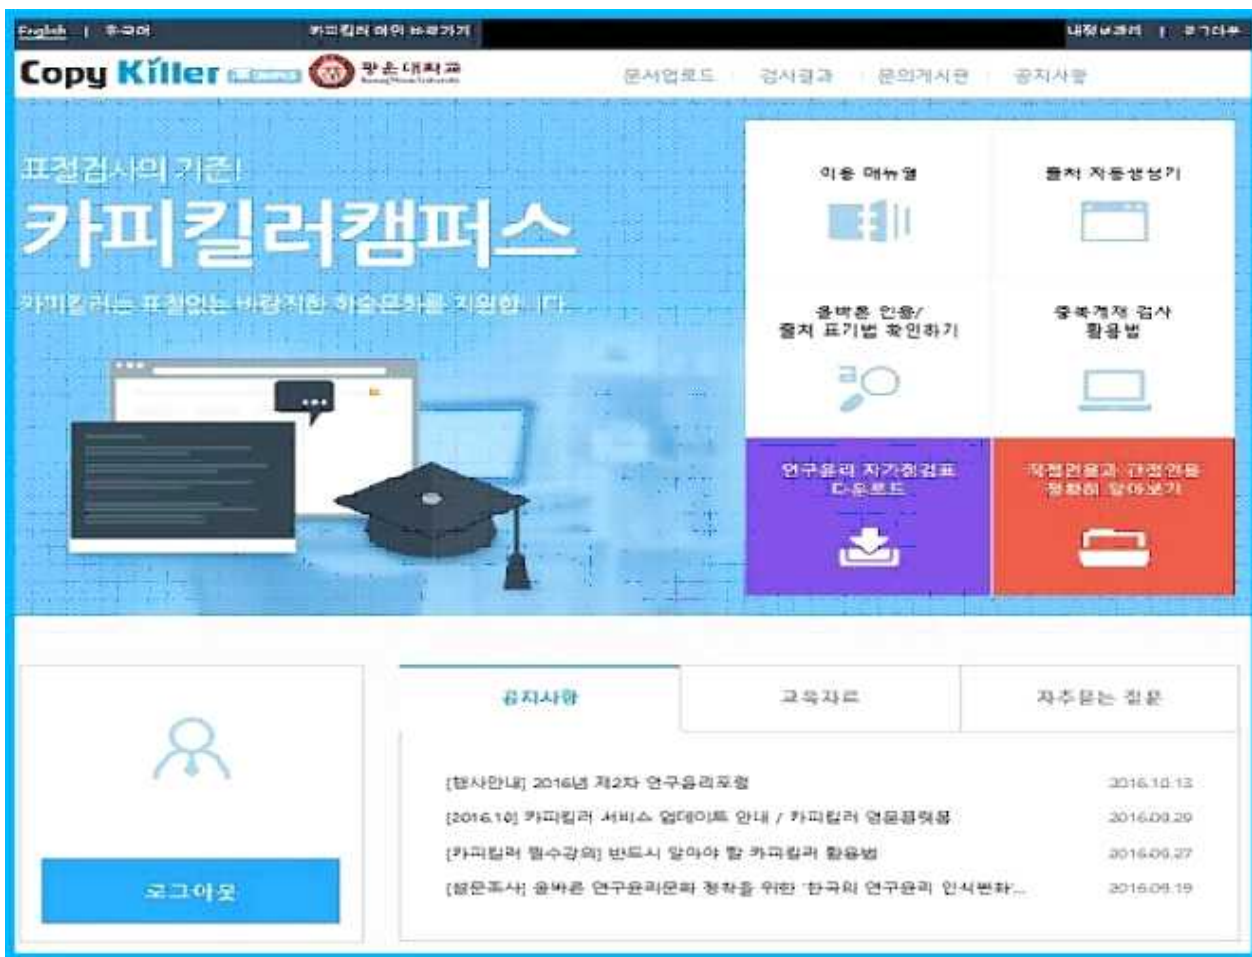 English | 한국어
카피킬러 메인 바로가기
내정보관리 | 로그아웃
Copy Killer CAMPUS 광운대학교
문서업로드
검사결과
문의게시판
공지사항
표절검사의 기준!
카피킬러캠퍼스
카피킬러는 표절없는 바람직한 학술문화를 지원합니다
이용 매뉴얼
출처 자동생성기
올바른 인용/
출처 표기법 확인하기
중복게재 검사
활용법
a
연구윤리 자가점검표
다운로드
직접인용과 간접인용
정확히 알아보기
로그아웃
공지사항
교육자료
자주묻는 질문
[행사안내] 2016년 제2차 연구윤리포럼 2016.10.13
[2016.10] 카피킬러 서비스 업데이트 안내 / 카피킬러 영문플랫폼 2016.09.29
[카피킬러 필수강의] 반드시 알아야 할 카피킬러 활용법 2016.09.27
[설문조사] 올바른 연구윤리문화 정착을 위한 '한국의 연구윤리 인식변화'... 2016.09.19